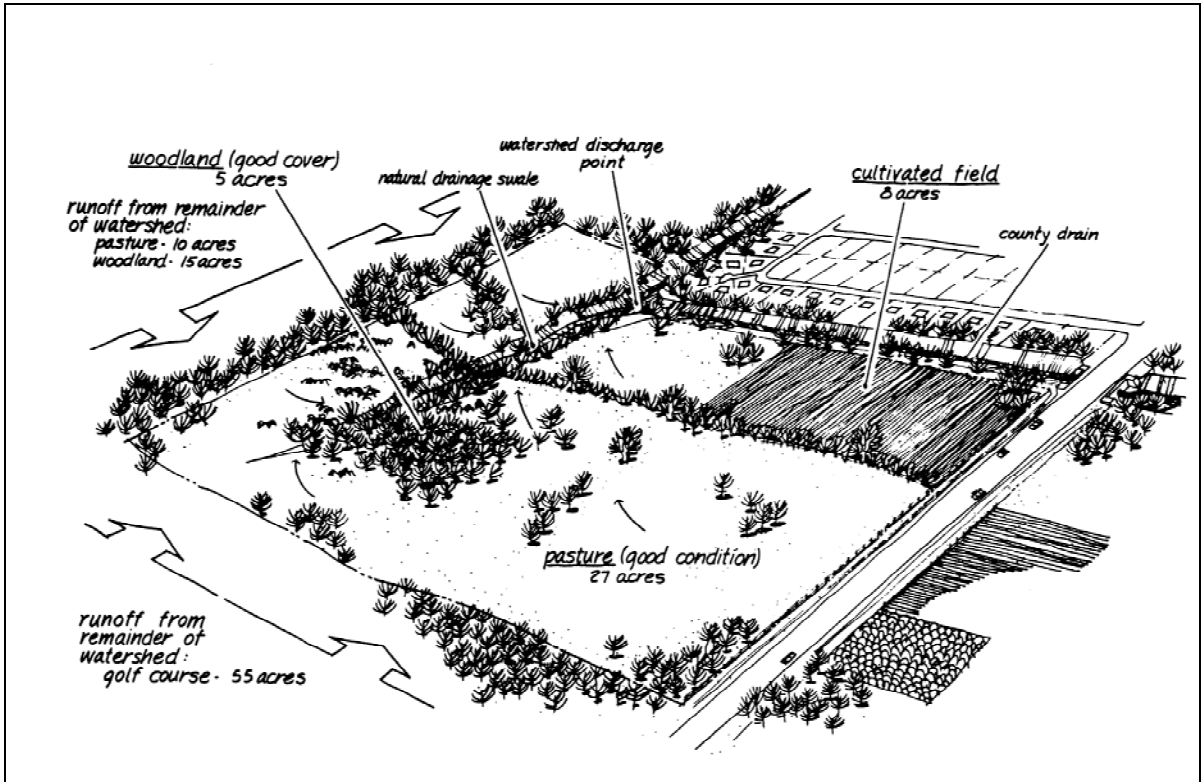 watershed discharge
point
woodland (good cover)
5 acres
natural drainage swale
cultivated field
8 acres
runoff from remainder
of watershed:
pasture - 10 acres
woodland - 15 acres
county drain
pasture (good condition)
27 acres
runoff from
remainder of
watershed:
golf course - 55 acres